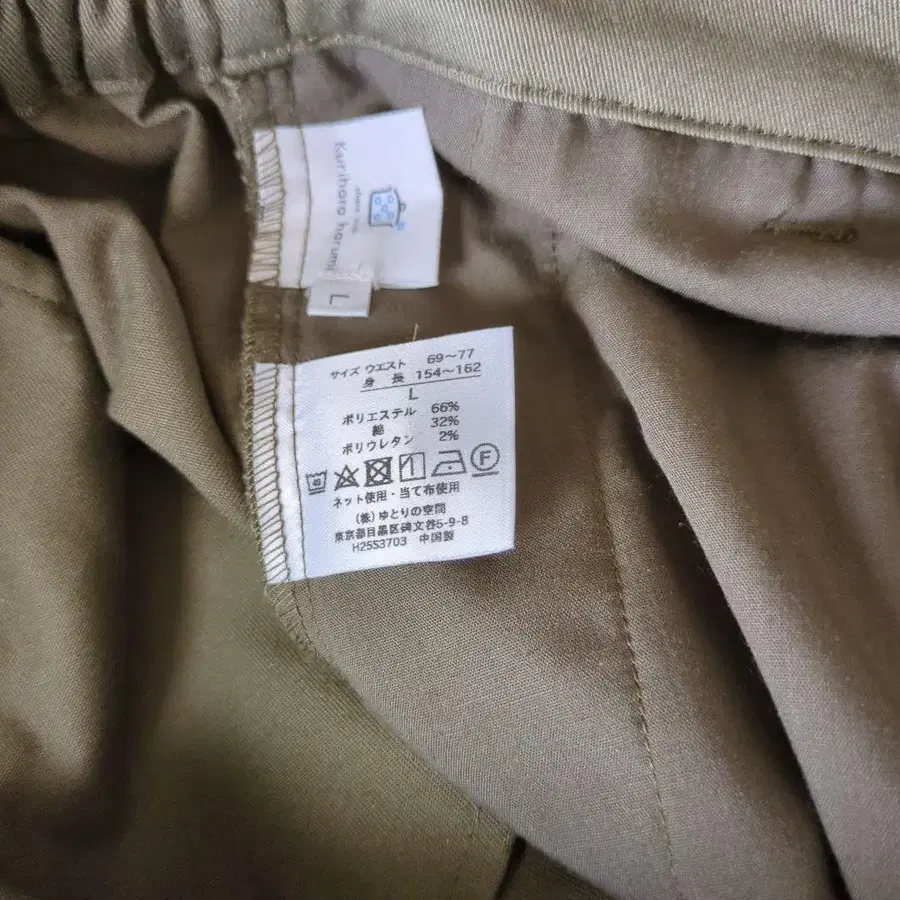 Kurihara harumi
share with
L
サイズ ウエスト 69~77
身 長 154~162
L
ポリエステル 66%
綿 32%
ポリウレタン 2%
40
F
ネット使用・当て布使用
(株)ゆとりの空間
東京都目黒区碑文谷5-9-8
H25S3703 中国製